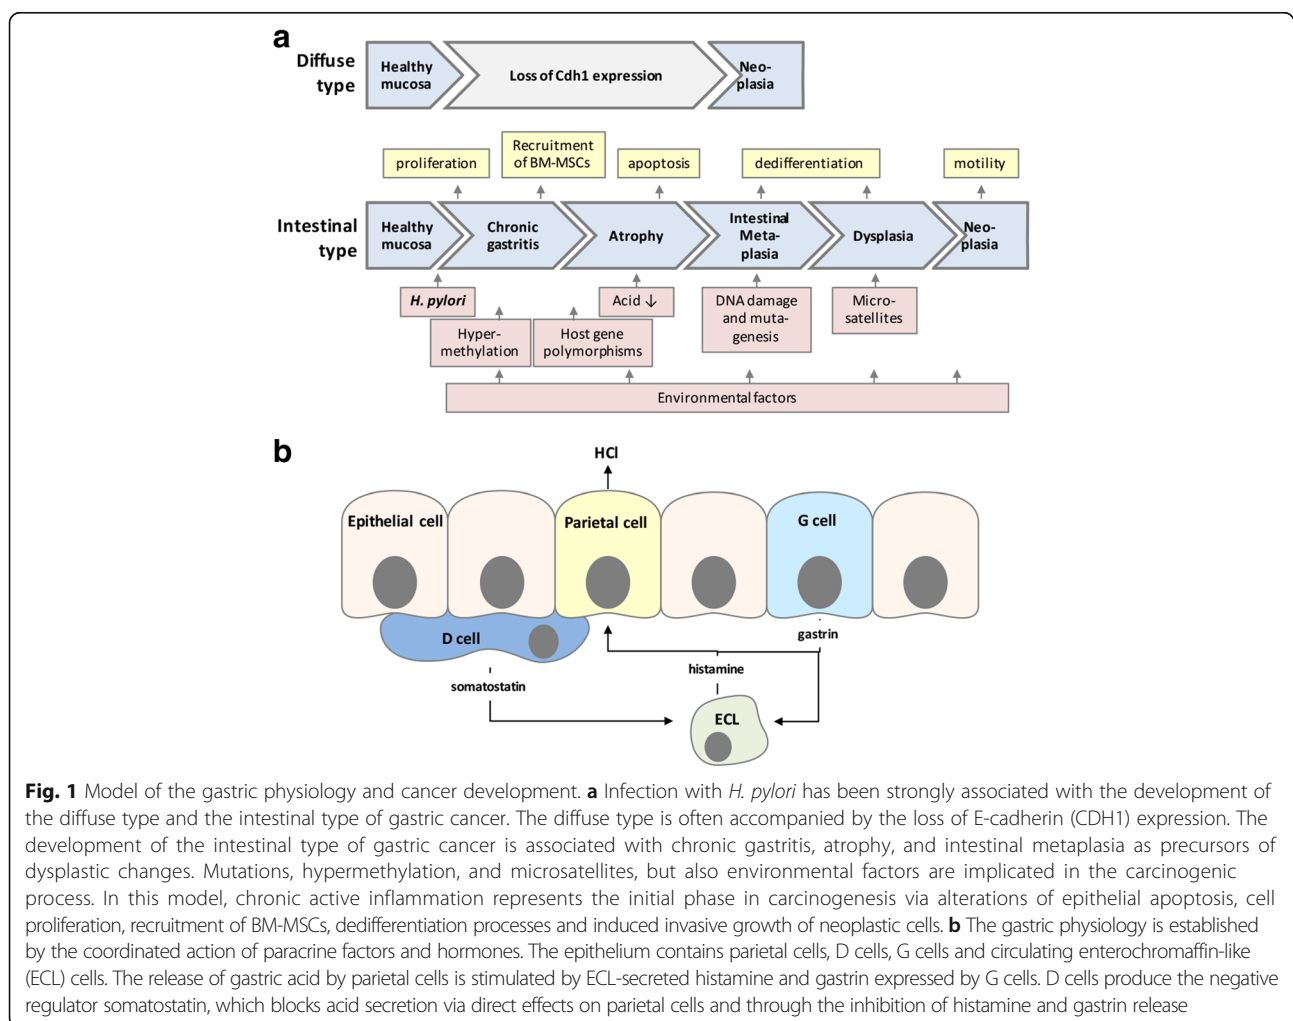 a
Diffuse
type
Healthy
mucosa
Loss of Cdh1 expression
Neo-
plasia
proliferation
Recruitment
of BM-MSCs
apoptosis
dedifferentiation
motility
Intestinal
type
Healthy
mucosa
Chronic
gastritis
Atrophy
Intestinal
Meta-
plasia
Dysplasia
Neo-
plasia
H. pylori
Hyper-
methylation
Host gene
polymorphisms
Acid ↓
DNA damage
and muta-
genesis
Micro-
satellites
Environmental factors
b
HCl
Epithelial cell
Parietal cell
G cell
D cell
gastrin
histamine
somatostatin
ECL
Fig. 1 Model of the gastric physiology and cancer development. a Infection with H. pylori has been strongly associated with the development of
the diffuse type and the intestinal type of gastric cancer. The diffuse type is often accompanied by the loss of E-cadherin (CDH1) expression. The
development of the intestinal type of gastric cancer is associated with chronic gastritis, atrophy, and intestinal metaplasia as precursors of
dysplastic changes. Mutations, hypermethylation, and microsatellites, but also environmental factors are implicated in the carcinogenic
process. In this model, chronic active inflammation represents the initial phase in carcinogenesis via alterations of epithelial apoptosis, cell
proliferation, recruitment of BM-MSCs, dedifferentiation processes and induced invasive growth of neoplastic cells. b The gastric physiology is established
by the coordinated action of paracrine factors and hormones. The epithelium contains parietal cells, D cells, G cells and circulating enterochromaffin-like
(ECL) cells. The release of gastric acid by parietal cells is stimulated by ECL-secreted histamine and gastrin expressed by G cells. D cells produce the negative
regulator somatostatin, which blocks acid secretion via direct effects on parietal cells and through the inhibition of histamine and gastrin release